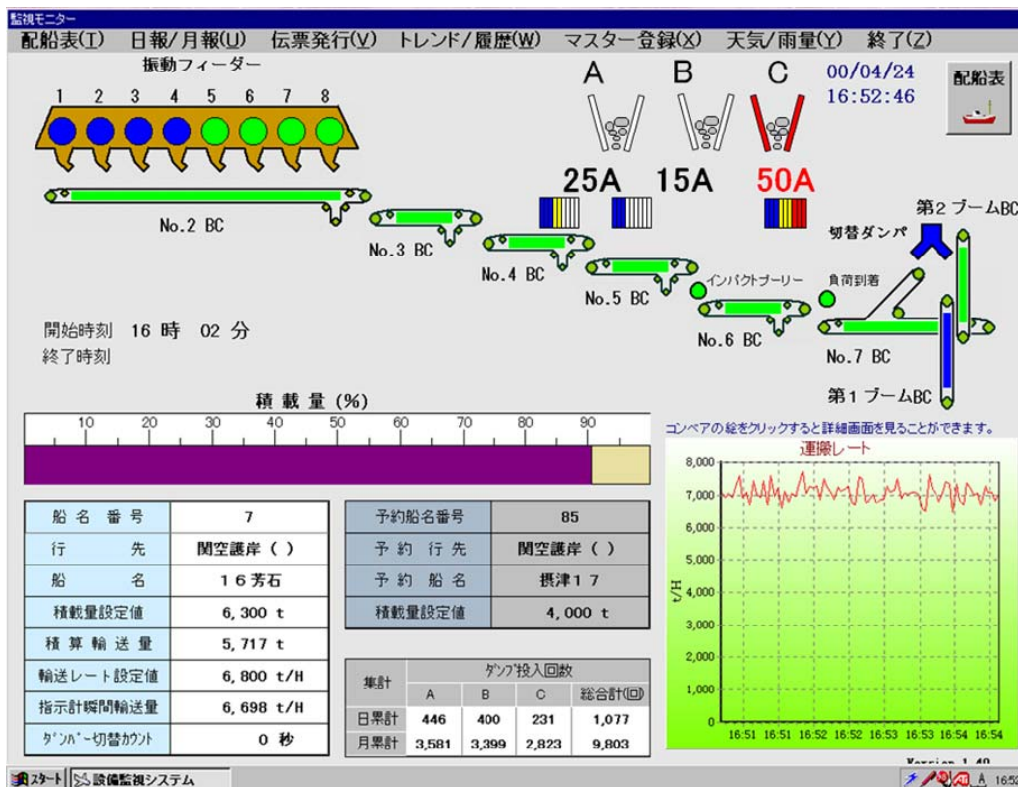 監視モニター
配船表(T) 日報/月報(U) 伝票発行(V) トレンド/履歴(W) マスター登録(X) 天気/雨量(Y) 終了(Z)
振動フィーダー
1 2 3 4 5 6 7 8
A B C
00/04/24
16:52:46
配船表
25A 15A 50A
No.2 BC
No.3 BC
No.4 BC
No.5 BC
インパクトプーリー
No.6 BC
負荷到着
No.7 BC
切替ダンパ
第2 ブームBC
第1 ブームBC
開始時刻 16 時 02 分
終了時刻
積載量(%)
10 20 30 40 50 60 70 80 90
コンベアの絵をクリックすると詳細画面を見ることができます。
運搬レート
t/H
8,000
7,000
6,000
5,000
4,000
3,000
2,000
1,000
0
16:51 16:51 16:52 16:52 16:53 16:53 16:54 16:54
船名番号 7
行先 関空護岸 ( )
船名 16芳石
積載量設定値 6,300 t
積算輸送量 5,717 t
輸送レート設定値 6,800 t/H
指示計瞬間輸送量 6,698 t/H
ダンパー切替カウント 0 秒
予約船名番号 85
予約行先 関空護岸 ( )
予約船名 摂津17
積載量設定値 4,000 t
集計 ダンプ投入回数
A B C 総合計(回)
日累計 446 400 231 1,077
月累計 3,581 3,399 2,823 9,803
Version 1.40
スタート 設備監視システム A 16:52